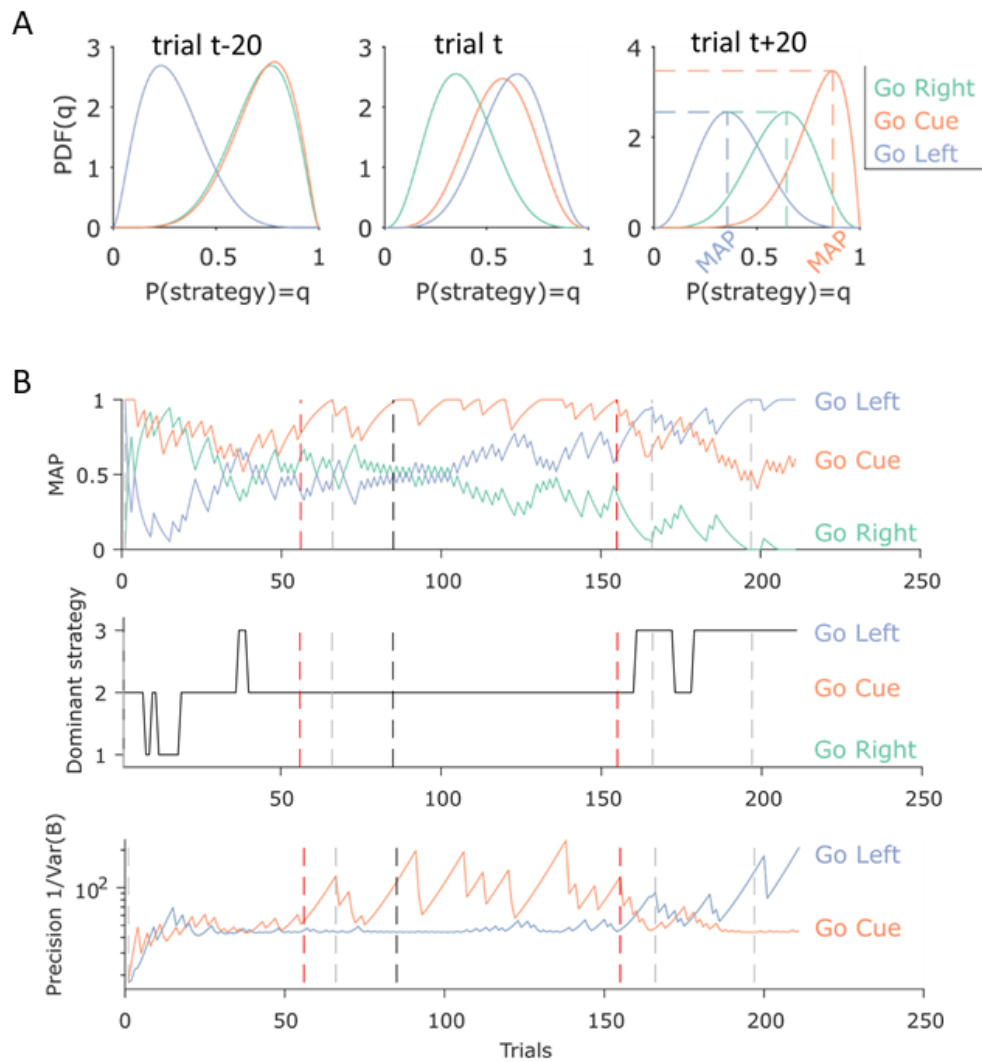 A
trial t-20
trial t
trial t+20
3
2
1
0
PDF(q)
0
0.5
1
P(strategy)=q
3
2
1
0
0
0.5
1
P(strategy)=q
4
2
0
MAP
MAP
0
0.5
1
P(strategy)=q
Go Right
Go Cue
Go Left
B
MAP
1
0.5
0
0
50
100
150
200
250
Go Left
Go Cue
Go Right
Dominant strategy
3
2
1
0
50
100
150
200
250
Go Left
Go Cue
Go Right
Precision 1/Var(B)
10²
0
50
100
150
200
250
Go Left
Go Cue
Trials